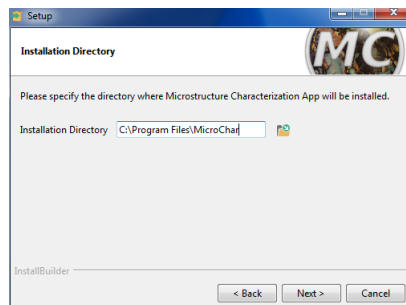 Setup
Installation Directory
MC
Please specify the directory where Microstructure Characterization App will be installed.
Installation Directory C:\Program Files\MicroChar
InstallBuilder
< Back Next > Cancel